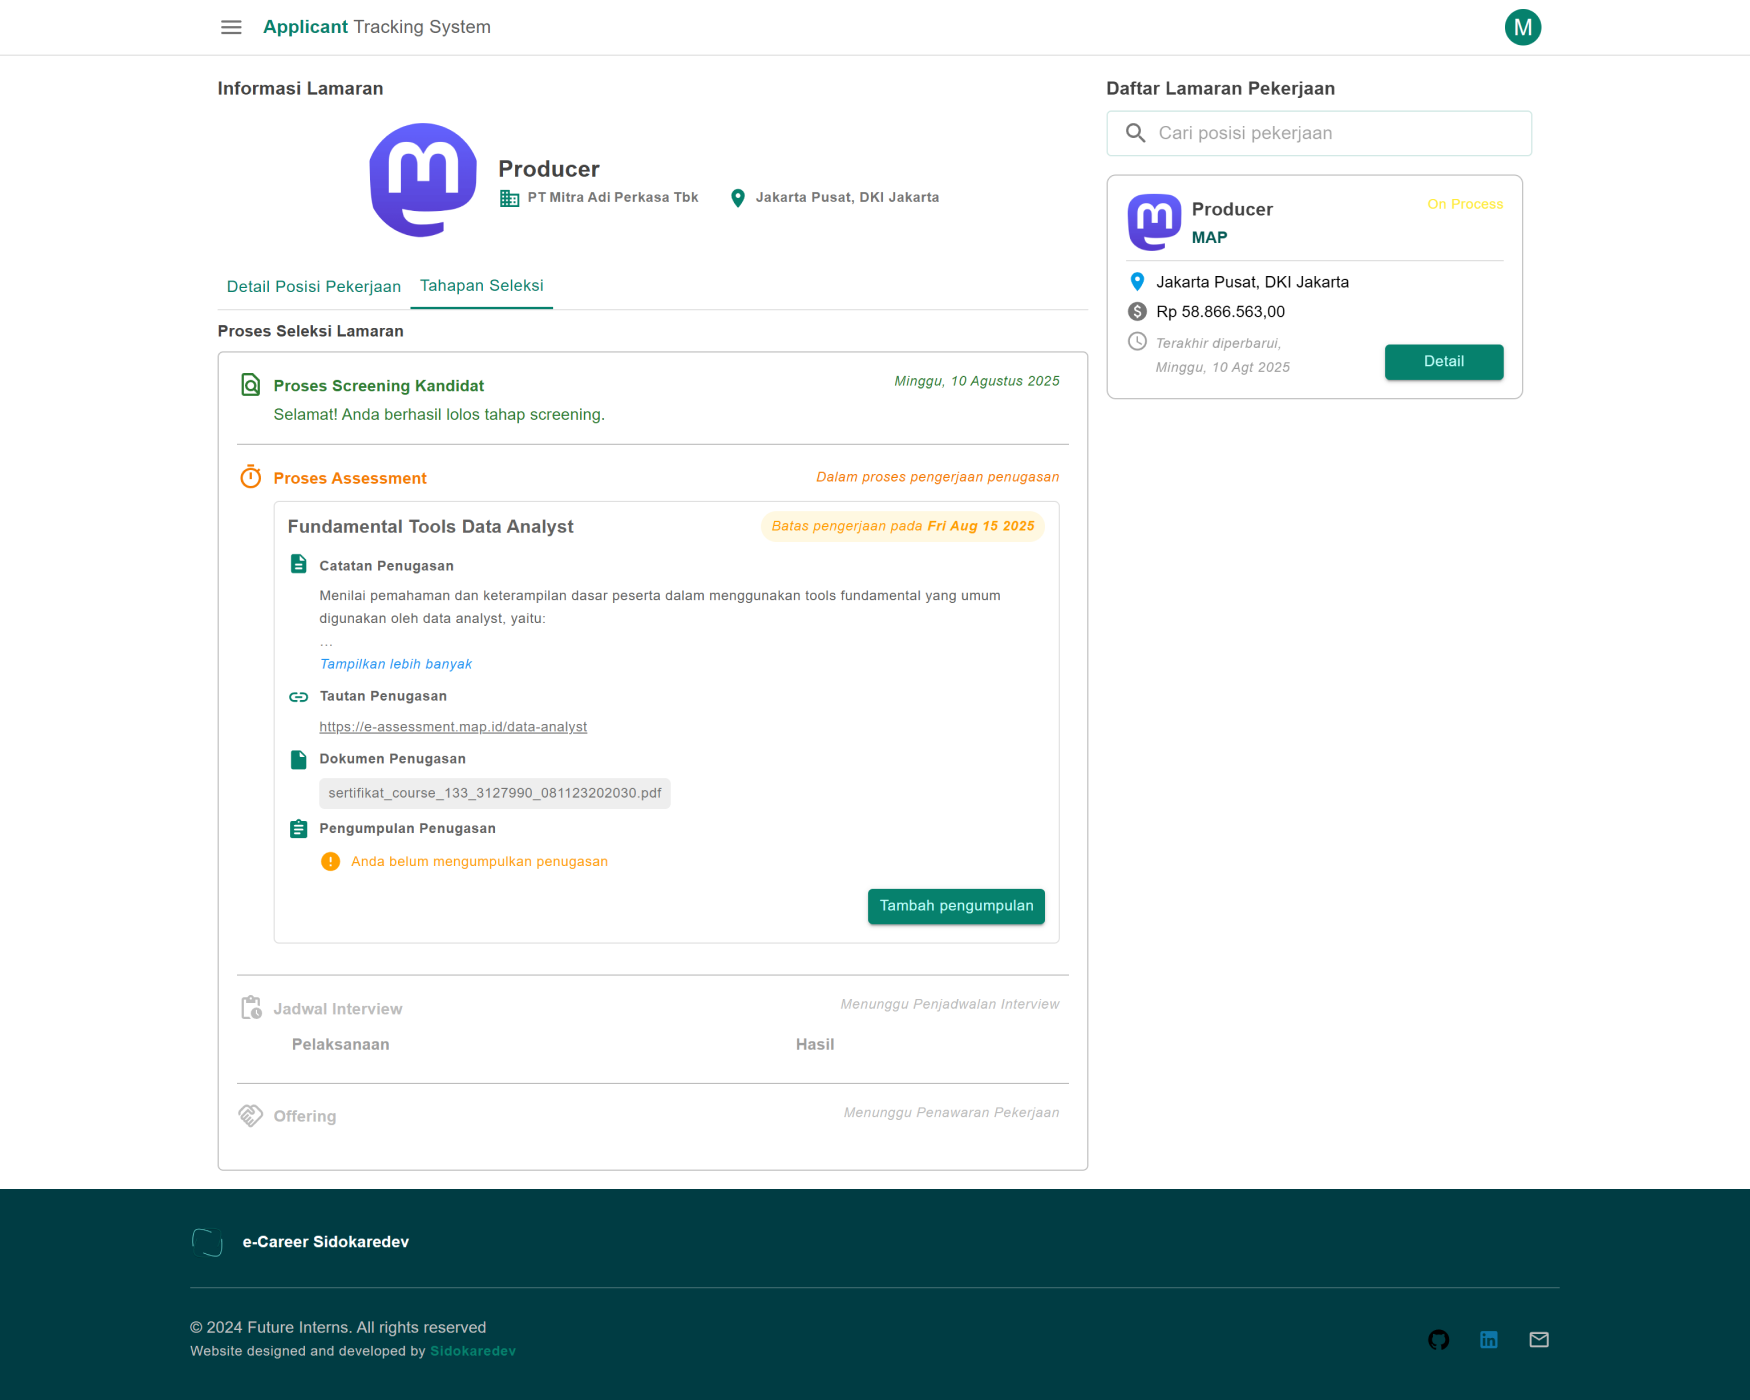 Applicant Tracking System
M
Informasi Lamaran
Producer
PT Mitra Adi Perkasa Tbk
Jakarta Pusat, DKI Jakarta
Detail Posisi Pekerjaan
Tahapan Seleksi
Proses Seleksi Lamaran
Proses Screening Kandidat
Minggu, 10 Agustus 2025
Selamat! Anda berhasil lolos tahap screening.
Proses Assessment
Dalam proses pengerjaan penugasan
Fundamental Tools Data Analyst
Batas pengerjaan pada Fri Aug 15 2025
Catatan Penugasan
Menilai pemahaman dan keterampilan dasar peserta dalam menggunakan tools fundamental yang umum
digunakan oleh data analyst, yaitu:
...
Tampilkan lebih banyak
Tautan Penugasan
https://e-assessment.map.id/data-analyst
Dokumen Penugasan
sertifikat_course_133_3127990_081123202030.pdf
Pengumpulan Penugasan
Anda belum mengumpulkan penugasan
Tambah pengumpulan
Jadwal Interview
Menunggu Penjadwalan Interview
Pelaksanaan
Hasil
Offering
Menunggu Penawaran Pekerjaan
Daftar Lamaran Pekerjaan
Cari posisi pekerjaan
Producer
On Process
MAP
Jakarta Pusat, DKI Jakarta
Rp 58.866.563,00
Terakhir diperbarui,
Minggu, 10 Agt 2025
Detail
e-Career Sidokaredev
© 2024 Future Interns. All rights reserved
Website designed and developed by Sidokaredev